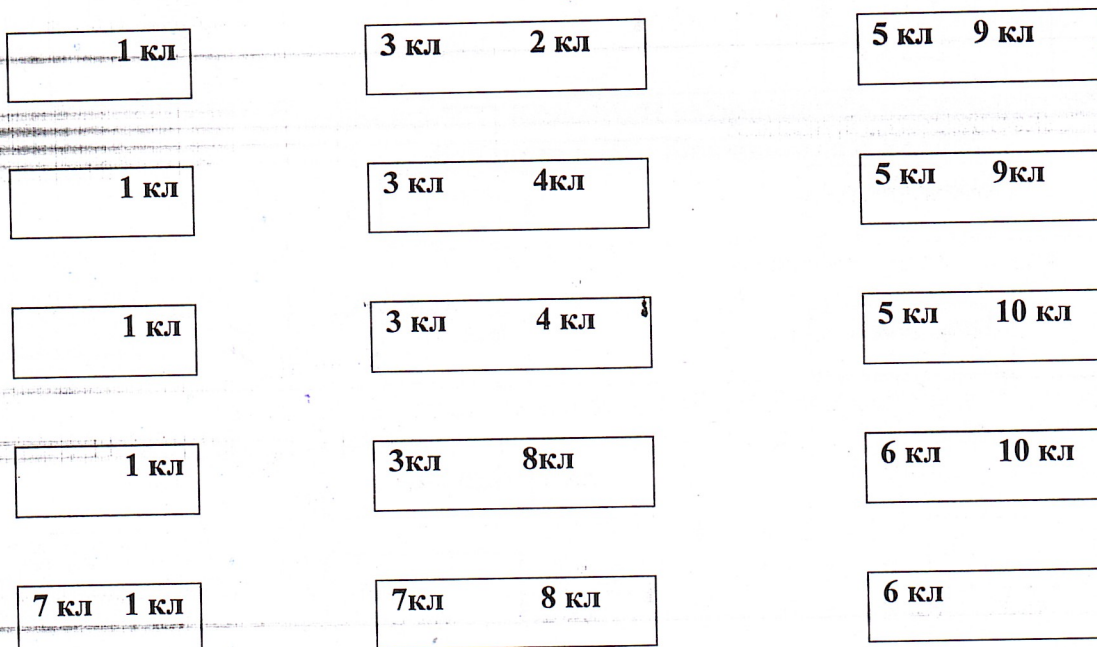 1 кл 3 кл 2 кл 5 кл 9 кл
1 кл 3 кл 4кл 5 кл 9кл
1 кл 3 кл 4 кл 5 кл 10 кл
1 кл 3кл 8кл 6 кл 10 кл
7 кл 1 кл 7кл 8 кл 6 кл